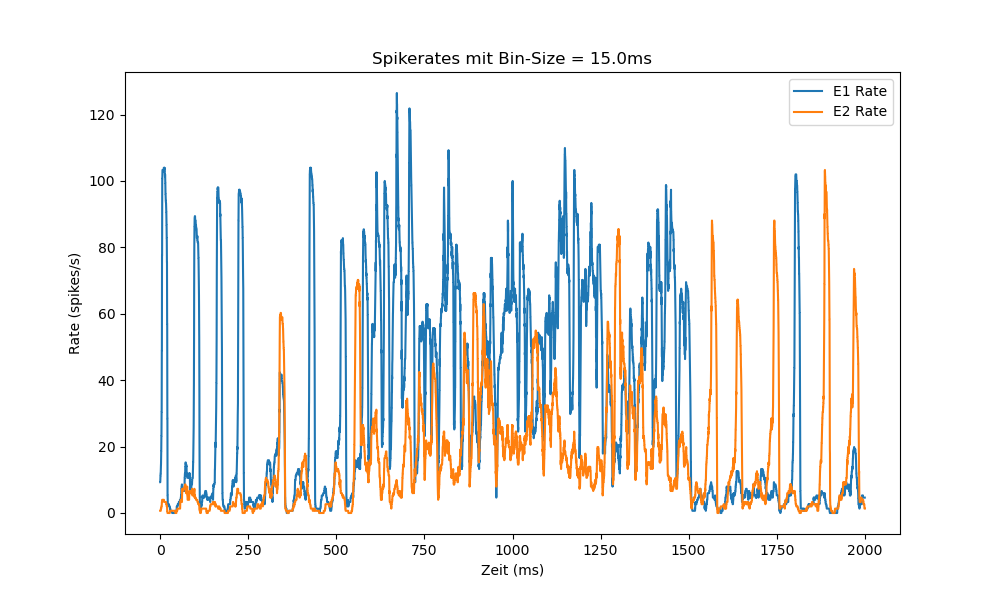 Spikerates mit Bin-Size = 15.0ms
E1 Rate
E2 Rate
Rate (spikes/s)
120
100
80
60
40
20
0
0 250 500 750 1000 1250 1500 1750 2000
Zeit (ms)